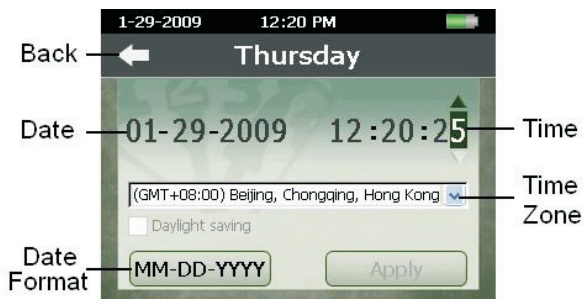 1-29-2009 12:20 PM
Back
Thursday
Date
01-29-2009 12:20:25
Time
(GMT+08:00) Beijing, Chongqing, Hong Kong
Time
Zone
Daylight saving
Date
Format
MM-DD-YYYY
Apply